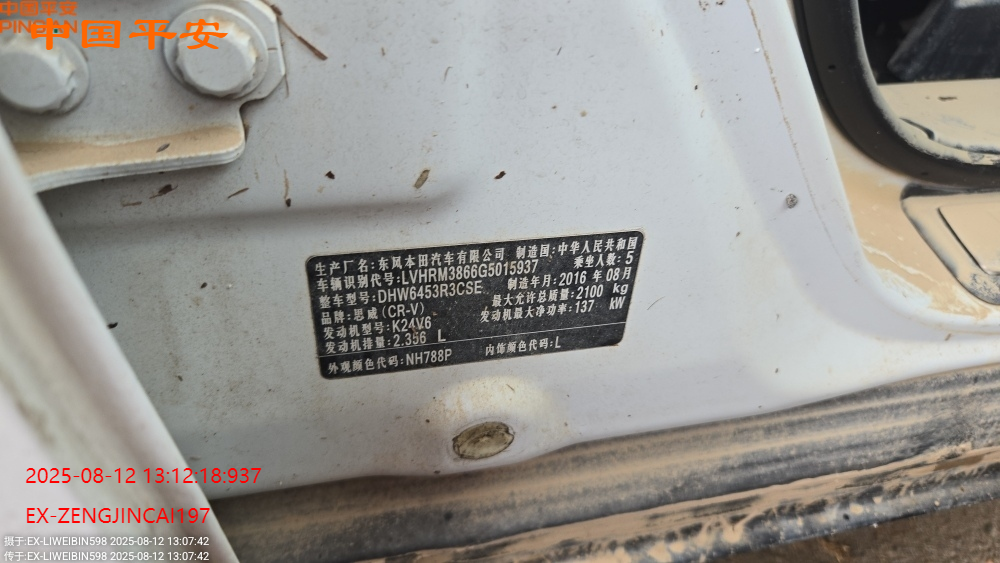 中国平安
PINGAN
中国平安
生产厂名:东风本田汽车有限公司 制造国:中华人民共和国
车辆识别代号:LVHRM3866G5015937 乘坐人数:5
整车型号:DHW6453R3CSE 制造年月:2016 年 08 月
品牌:思威(CR-V) 最大允许总质量:2100 kg
发动机型号:K24V6 发动机最大净功率:137 kW
发动机排量:2.356 L
外观颜色代码:NH788P 内饰颜色代码:L
2025-08-12 13:12:18:937
EX-ZENGJINCAI197
摄于:EX-LIWEIBIN598 2025-08-12 13:07:42
传于:EX-LIWEIBIN598 2025-08-12 13:07:42